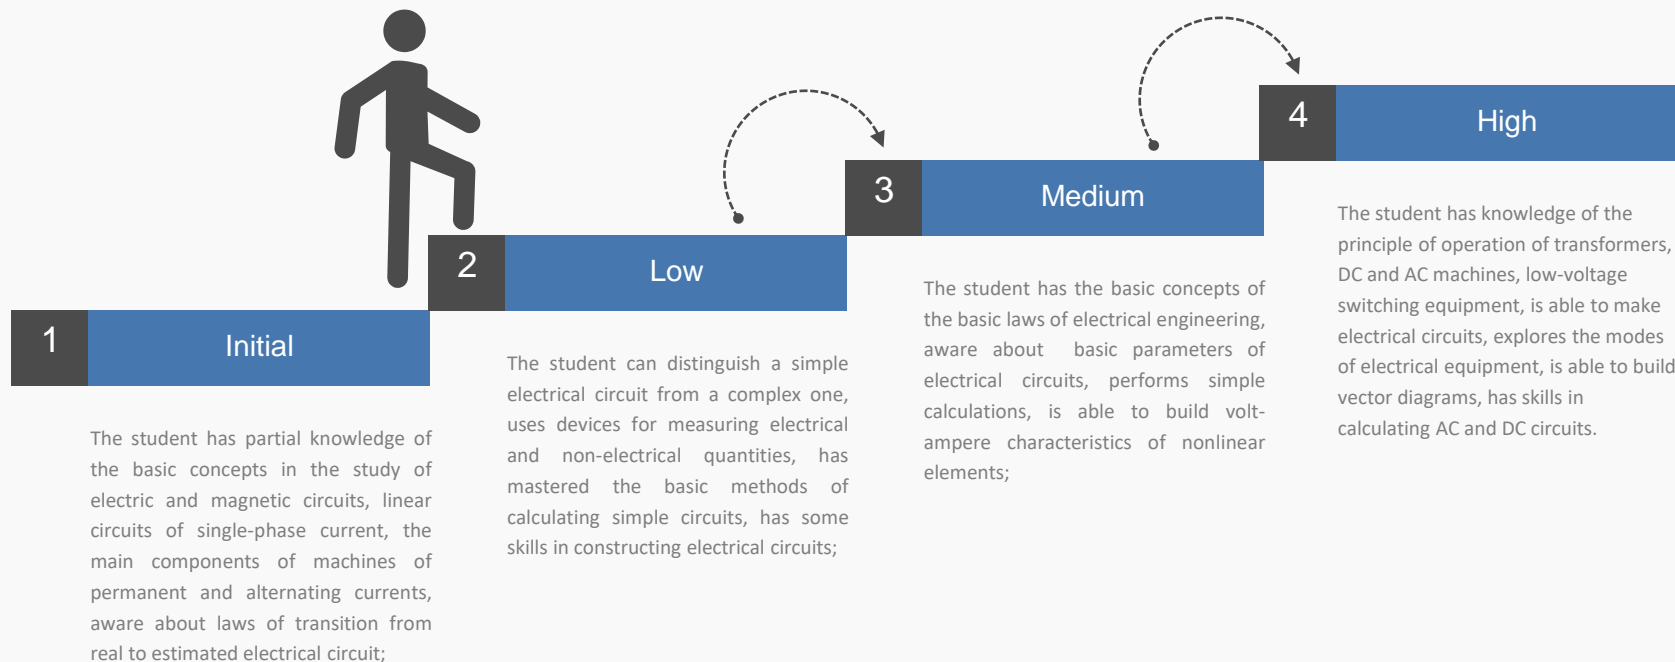 1
Initial
The student has partial knowledge of
the basic concepts in the study of
electric and magnetic circuits, linear
circuits of single-phase current, the
main components of machines of
permanent and alternating currents,
aware about laws of transition from
real to estimated electrical circuit;
2
Low
The student can distinguish a simple
electrical circuit from a complex one,
uses devices for measuring electrical
and non-electrical quantities, has
mastered the basic methods of
calculating simple circuits, has some
skills in constructing electrical circuits;
3
Medium
The student has the basic concepts of
the basic laws of electrical engineering,
aware about basic parameters of
electrical circuits, performs simple
calculations, is able to build volt-
ampere characteristics of nonlinear
elements;
4
High
The student has knowledge of the
principle of operation of transformers,
DC and AC machines, low-voltage
switching equipment, is able to make
electrical circuits, explores the modes
of electrical equipment, is able to build
vector diagrams, has skills in
calculating AC and DC circuits.